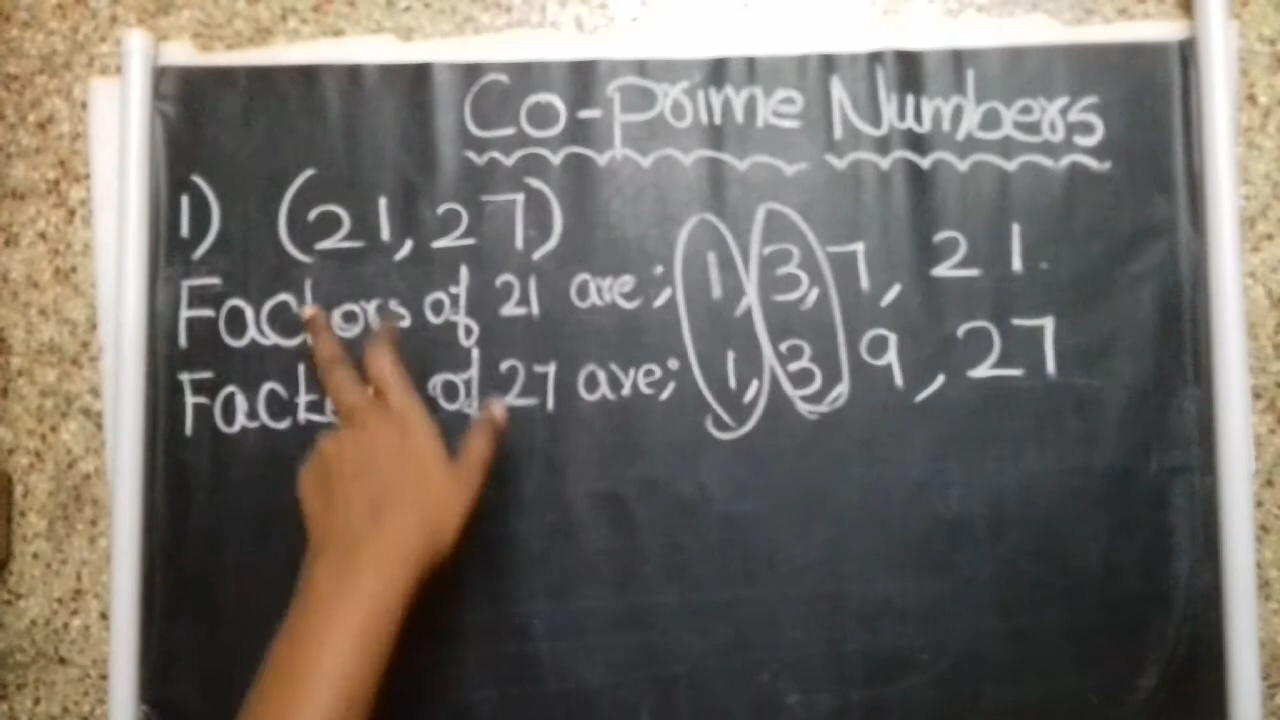 Co-Prime Numbers
1) (21, 27)
Factors of 21 are; 1, 3, 7, 21.
of 27 are; 1, 3, 9, 27